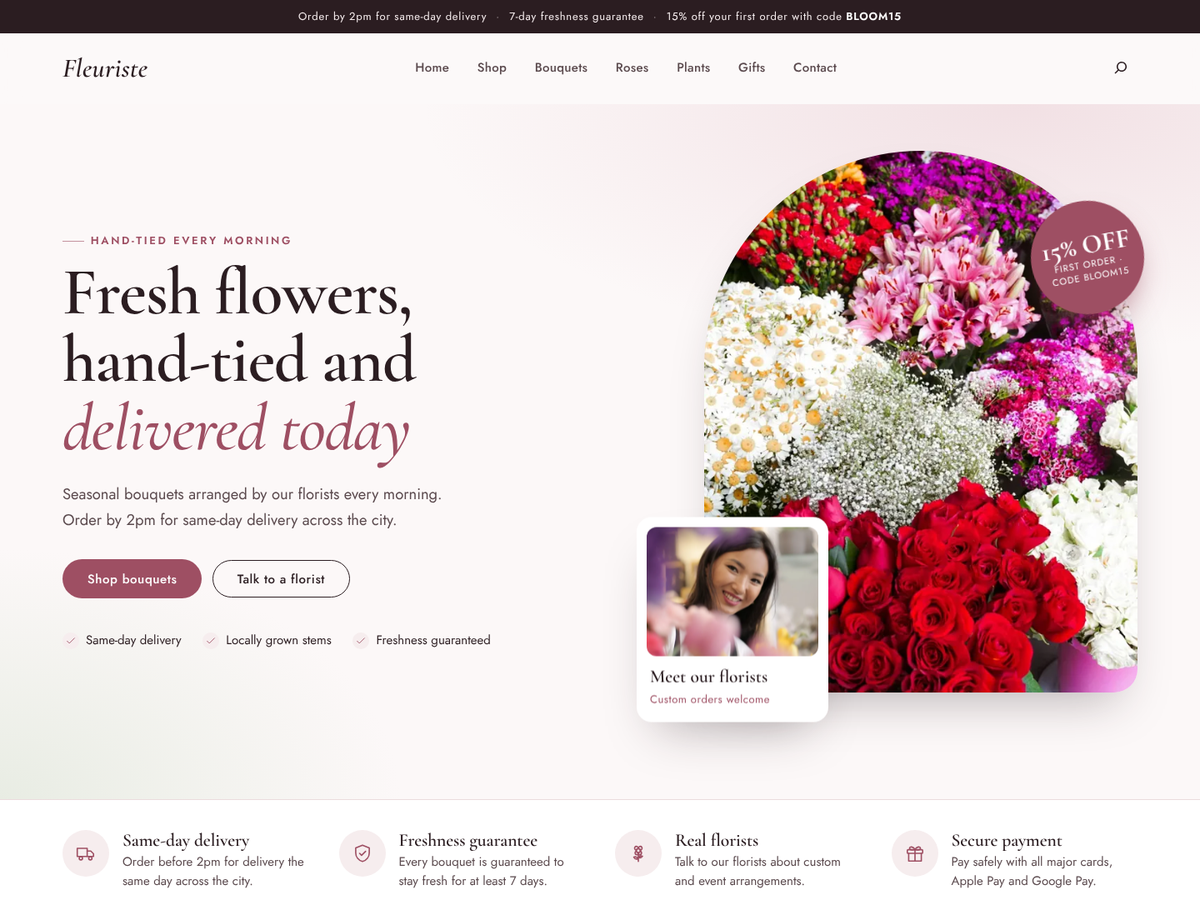 Order by 2pm for same-day delivery · 7-day freshness guarantee · 15% off your first order with code BLOOM15
Fleuriste
Home Shop Bouquets Roses Plants Gifts Contact
HAND-TIED EVERY MORNING
Fresh flowers,
hand-tied and
delivered today
Seasonal bouquets arranged by our florists every morning.
Order by 2pm for same-day delivery across the city.
Shop bouquets
Talk to a florist
Same-day delivery
Locally grown stems
Freshness guaranteed
15% OFF
FIRST ORDER ·
CODE BLOOM15
Meet our florists
Custom orders welcome
Same-day delivery
Order before 2pm for delivery the
same day across the city.
Freshness guarantee
Every bouquet is guaranteed to
stay fresh for at least 7 days.
Real florists
Talk to our florists about custom
and event arrangements.
Secure payment
Pay safely with all major cards,
Apple Pay and Google Pay.